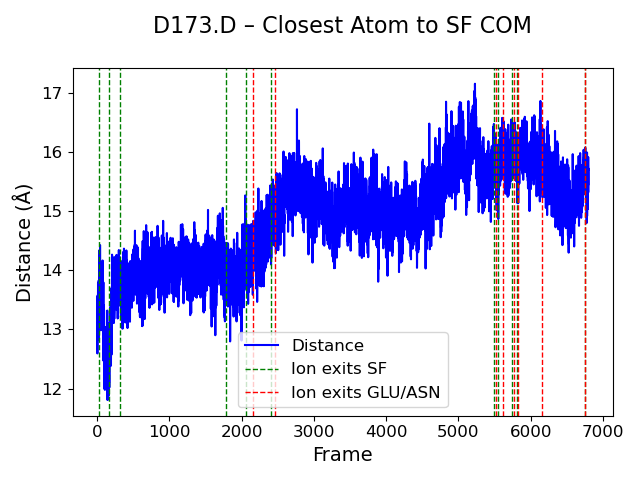 D173.D – Closest Atom to SF COM
17
16
15
14
13
12
Distance (Å)
Distance
Ion exits SF
Ion exits GLU/ASN
0 1000 2000 3000 4000 5000 6000 7000
Frame